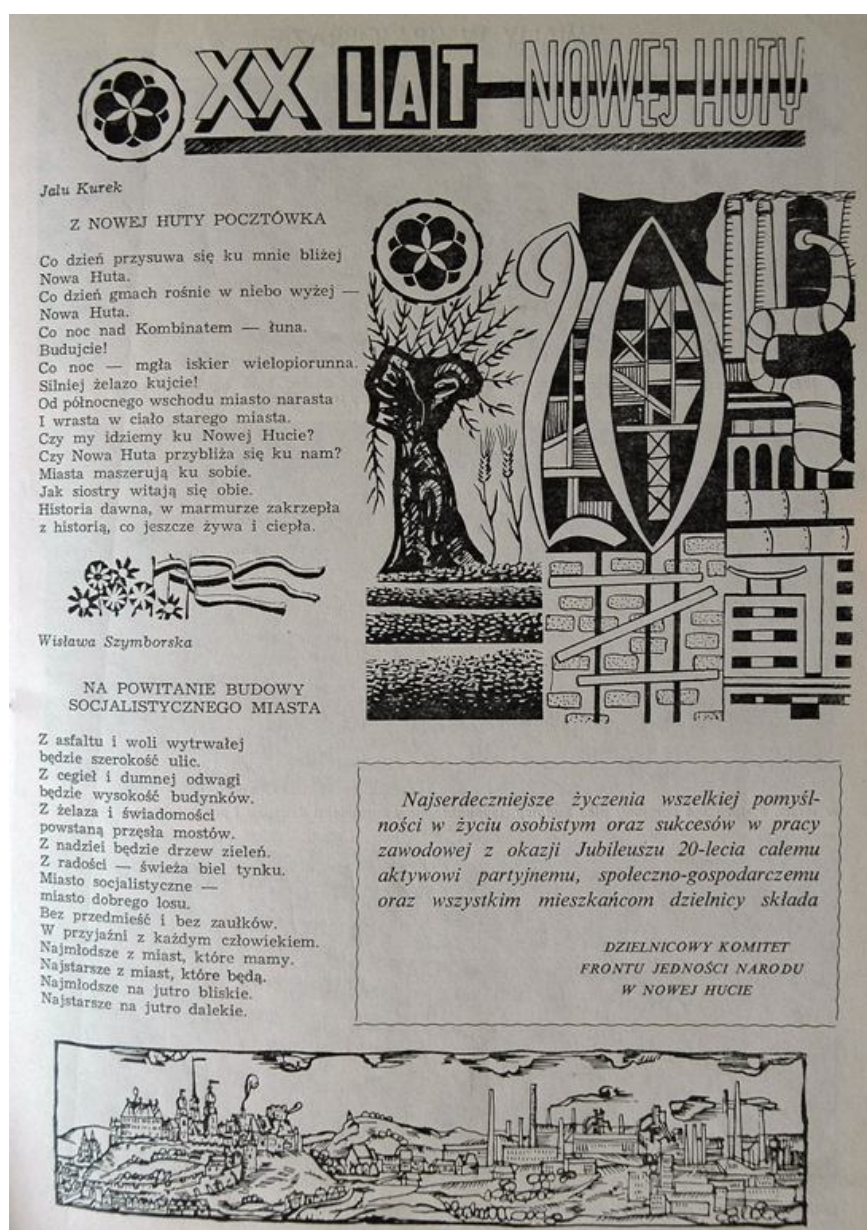 XX LAT NOWEJ HUTY
Jalu Kurek
Z NOWEJ HUTY POCZTÓWKA
Co dzień przysuwa się ku mnie bliżej
Nowa Huta.
Co dzień gmach rośnie w niebo wyżej —
Nowa Huta.
Co noc nad Kombinatem — łuna.
Budujcie!
Co noc — mgła iskier wielopiorunna.
Silniej żelazo kujcie!
Od północnego wschodu miasto narasta
I wrasta w ciało starego miasta.
Czy my idziemy ku Nowej Hucie?
Czy Nowa Huta przybliża się ku nam?
Miasta maszerują ku sobie.
Jak siostry witają się obie.
Historia dawna, w marmurze zakrzepła
z historią, co jeszcze żywa i ciepła.
Wisława Szymborska
NA POWITANIE BUDOWY
SOCJALISTYCZNEGO MIASTA
Z asfaltu i woli wytrwałej
będzie szerokość ulic.
Z cegieł i dumnej odwagi
będzie wysokość budynków.
Z żelaza i świadomości
powstaną przęsła mostów.
Z nadziei będzie drzew zieleń.
Z radości — świeża biel tynku.
Miasto socjalistyczne —
miasto dobrego losu.
Bez przedmieść i bez zaułków.
W przyjaźni z każdym człowiekiem.
Najmłodsze z miast, które mamy.
Najstarsze z miast, które będą.
Najmłodsze na jutro bliskie.
Najstarsze na jutro dalekie.
Najserdeczniejsze życzenia wszelkiej pomyśl-
ności w życiu osobistym oraz sukcesów w pracy
zawodowej z okazji Jubileuszu 20-lecia całemu
aktywowi partyjnemu, społeczno-gospodarczemu
oraz wszystkim mieszkańcom dzielnicy składa
DZIELNICOWY KOMITET
FRONTU JEDNOŚCI NARODU
W NOWEJ HUCIE